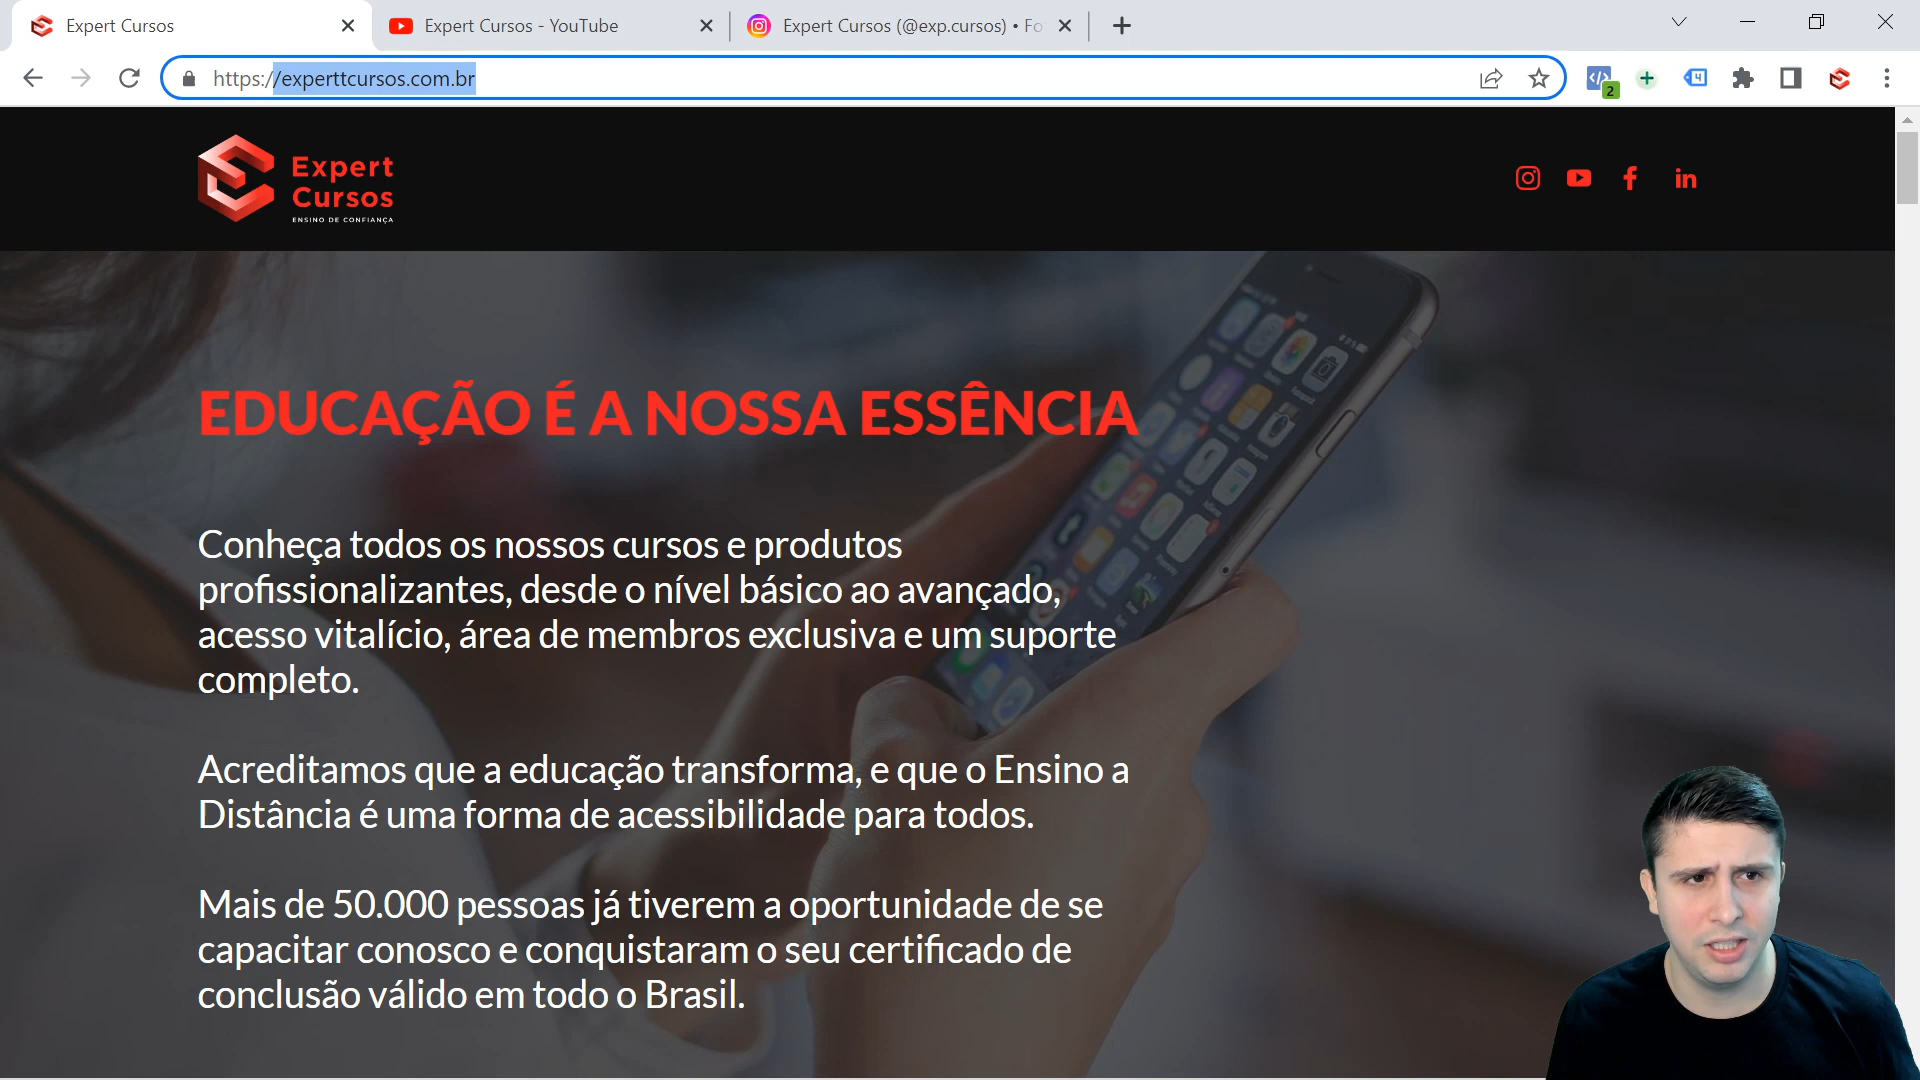 Expert Cursos
Expert Cursos - YouTube
Expert Cursos (@exp.cursos) • Fo
https://experttcursos.com.br
2
4
Expert
Cursos
ENSINO DE CONFIANÇA
EDUCAÇÃO É A NOSSA ESSÊNCIA
Conheça todos os nossos cursos e produtos
profissionalizantes, desde o nível básico ao avançado,
acesso vitalício, área de membros exclusiva e um suporte
completo.
Acreditamos que a educação transforma, e que o Ensino a
Distância é uma forma de acessibilidade para todos.
Mais de 50.000 pessoas já tiverem a oportunidade de se
capacitar conosco e conquistaram o seu certificado de
conclusão válido em todo o Brasil.